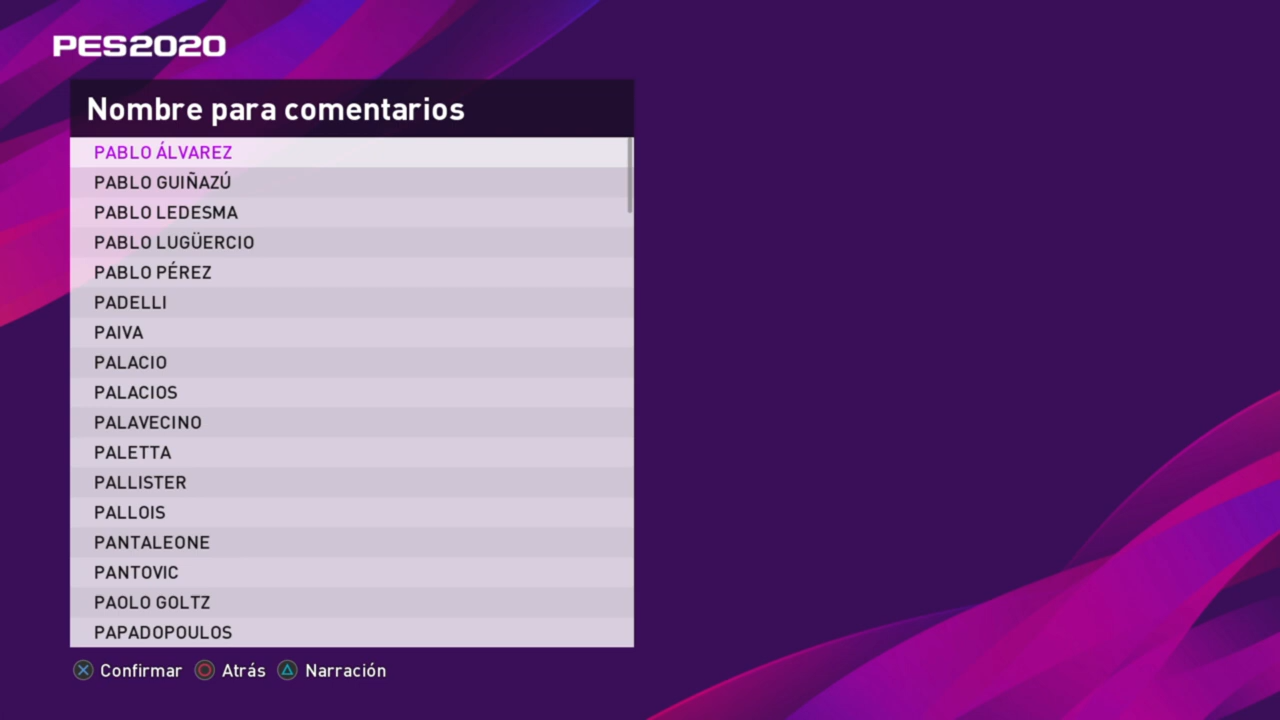 PES2020
Nombre para comentarios
PABLO ÁLVAREZ
PABLO GUIÑAZÚ
PABLO LEDESMA
PABLO LUGÜERCIO
PABLO PÉREZ
PADELLI
PAIVA
PALACIO
PALACIOS
PALAVECINO
PALETTA
PALLISTER
PALLOIS
PANTALEONE
PANTOVIC
PAOLO GOLTZ
PAPADOPOULOS
Confirmar Atrás Narración